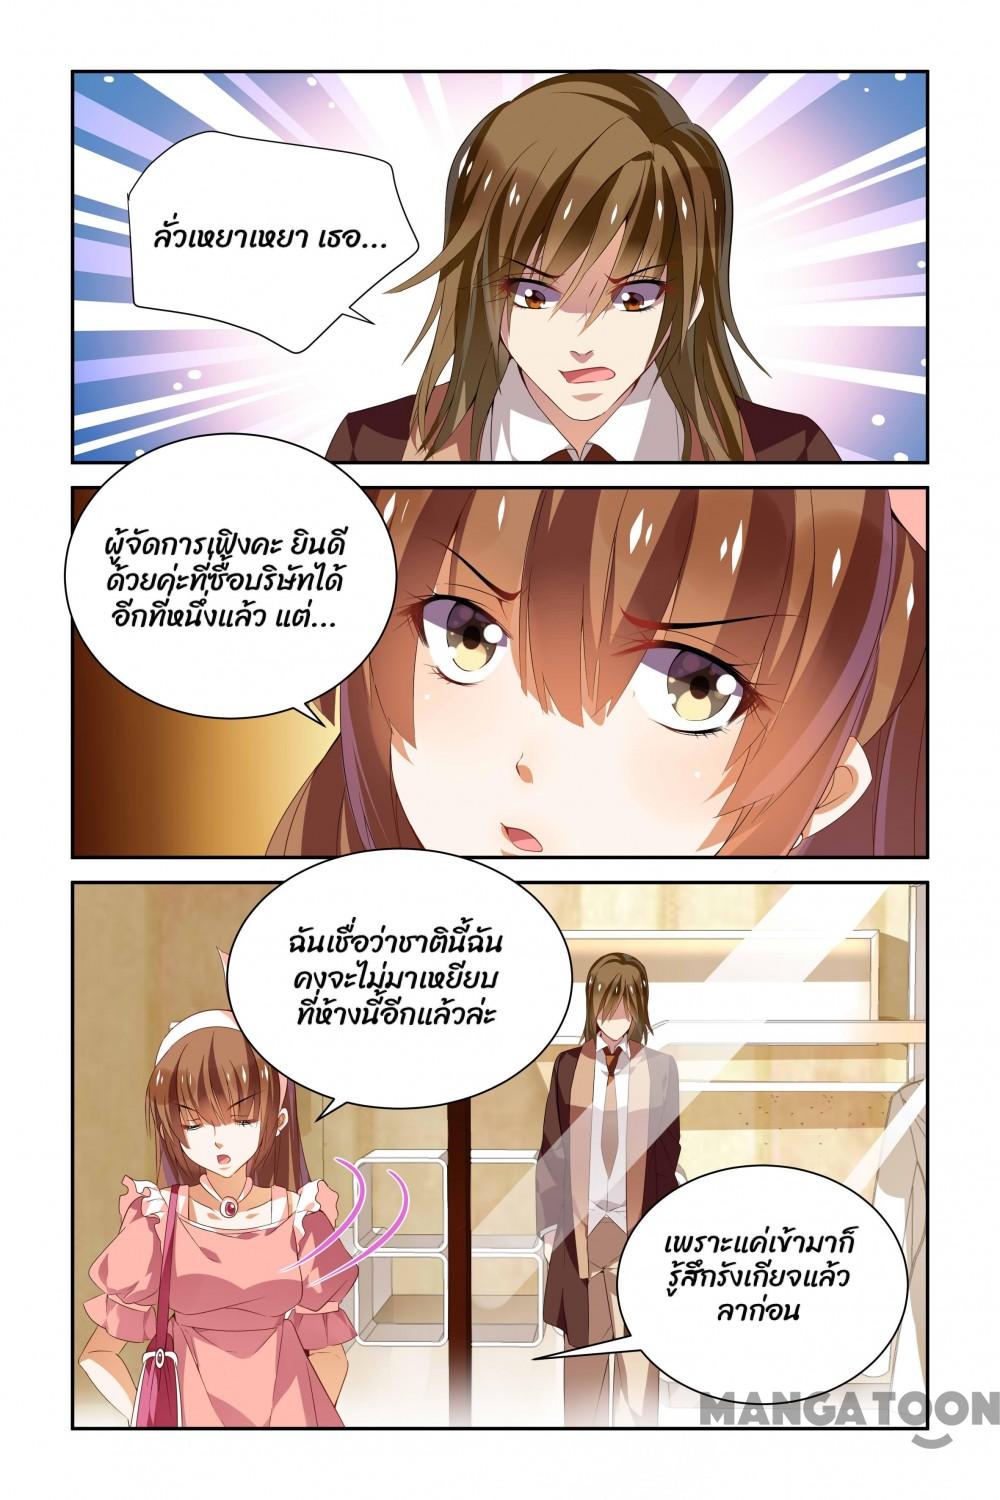 ลั่วเหยาเหยา เธอ...
ผู้จัดการเฟิงคะ ยินดี
ด้วยค่ะที่ซื้อบริษัทได้
อีกที่หนึ่งแล้ว แต่...
ฉันเชื่อว่าชาตินี้ฉัน
คงจะไม่มาเหยียบ
ที่ห้างนี้อีกแล้วล่ะ
เพราะแค่เข้ามาก็
รู้สึกรังเกียจแล้ว
ลาก่อน
MANGATOON